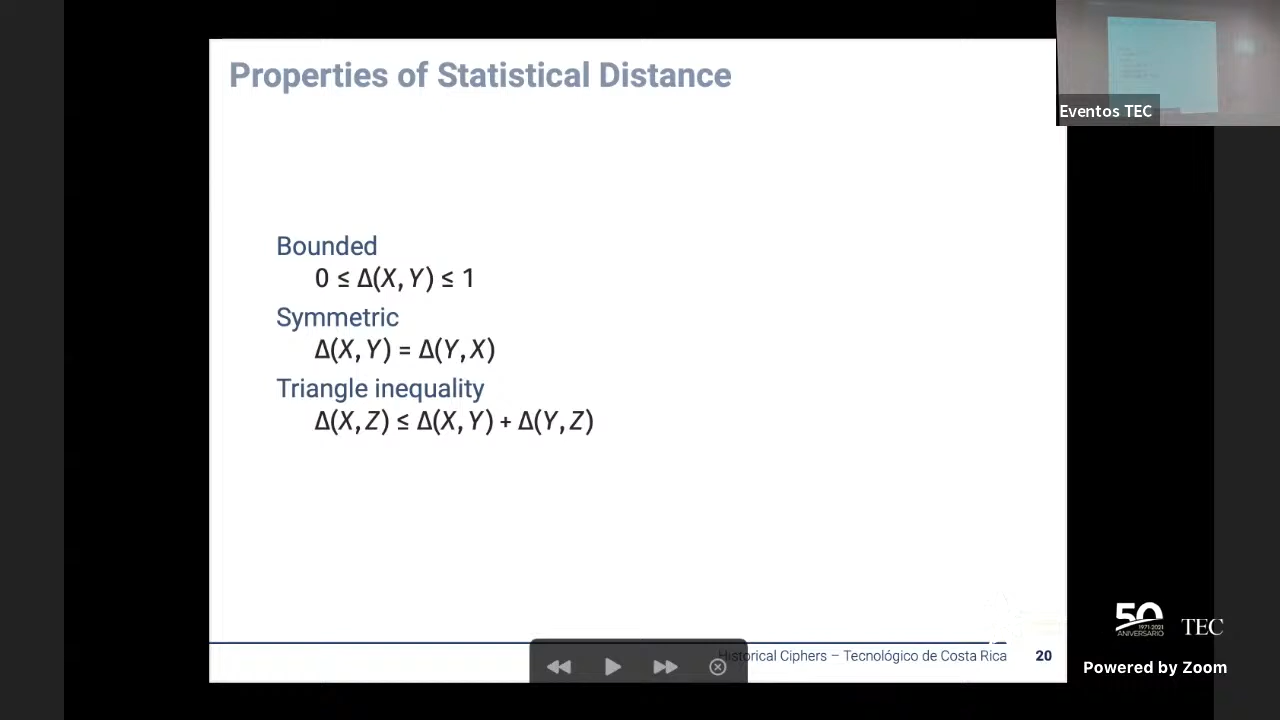 Properties of Statistical Distance
Eventos TEC
Bounded
0 ≤ Δ(X, Y) ≤ 1
Symmetric
Δ(X, Y) = Δ(Y, X)
Triangle inequality
Δ(X, Z) ≤ Δ(X, Y) + Δ(Y, Z)
Historical Ciphers – Tecnológico de Costa Rica 20
50
1971-2021
ANIVERSARIO
TEC
Powered by Zoom